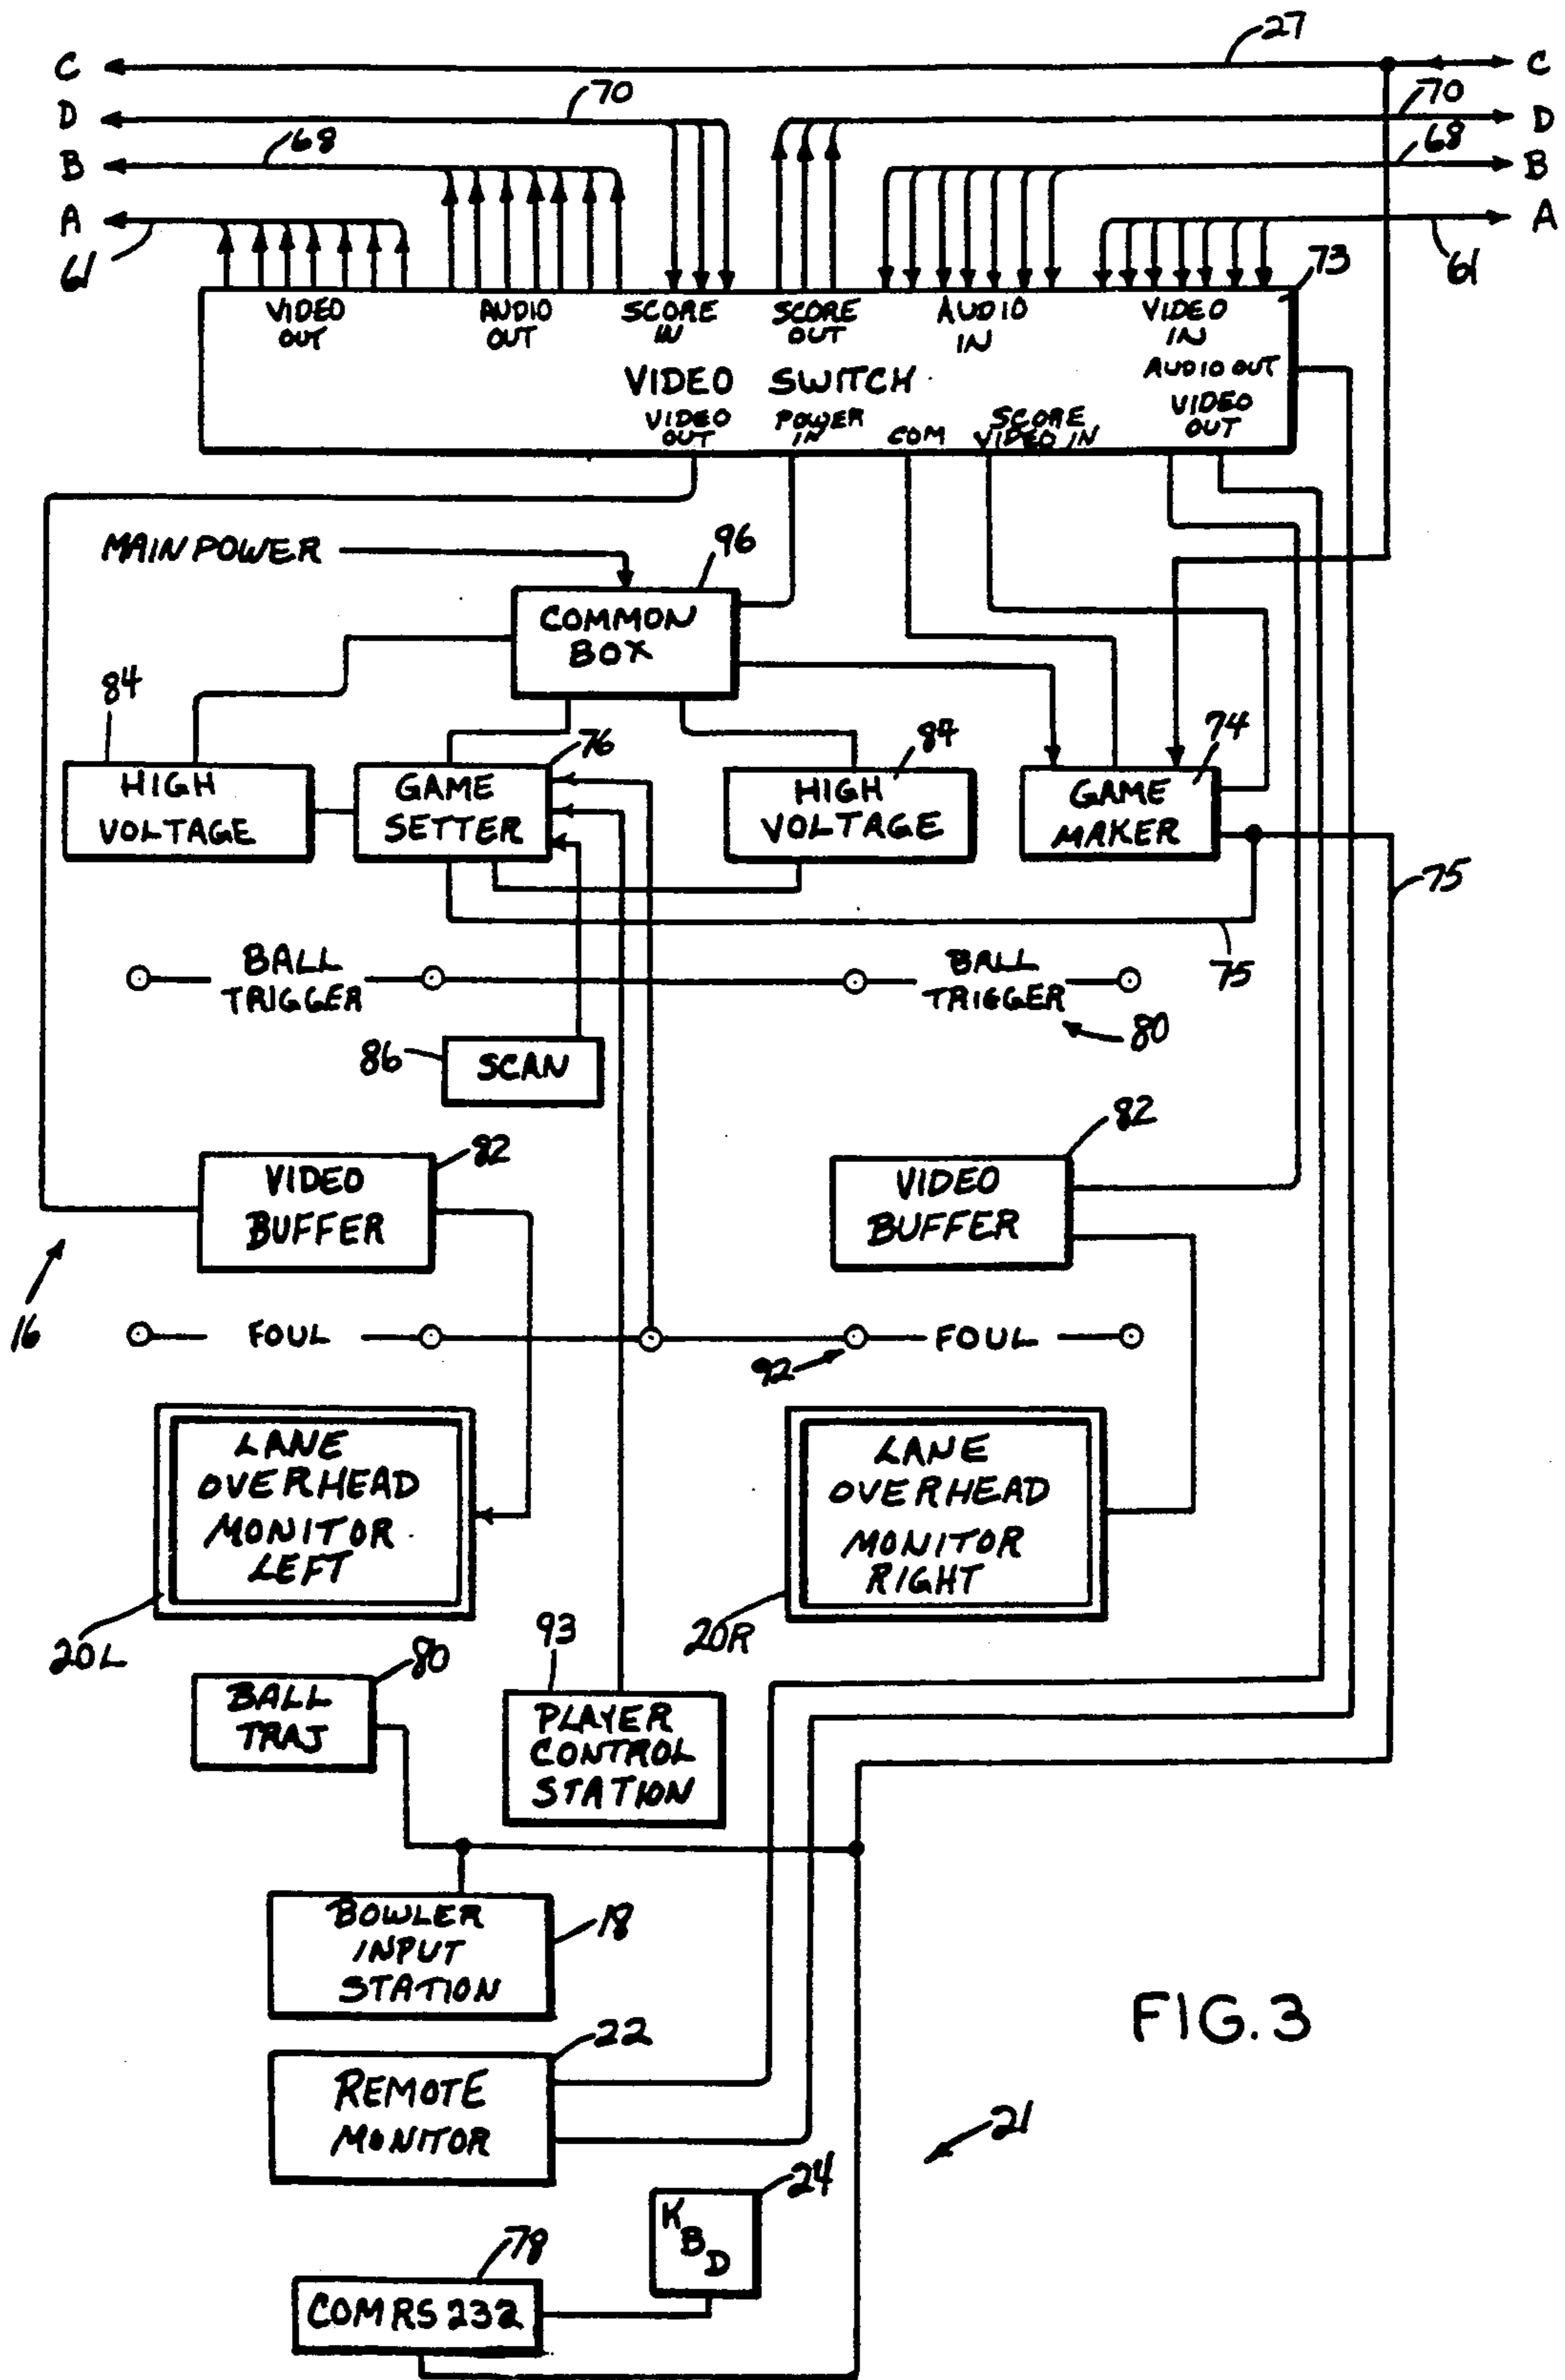 27
C C
D 70 70 D
B 68 68 B
A A
61 61
73
VIDEO OUT
AUDIO OUT
SCORE IN
SCORE OUT
AUDIO IN
VIDEO IN
AUDIO OUT
VIDEO SWITCH
VIDEO OUT
POWER IN
COM
SCORE VIDEO IN
VIDEO OUT
MAIN POWER
96
COMMON
BOX
84
HIGH
VOLTAGE
76
GAME
SETTER
84
HIGH
VOLTAGE
74
GAME
MAKER
75
75
BALL
TRIGGER
BALL
TRIGGER
80
86
SCAN
82
VIDEO
BUFFER
82
VIDEO
BUFFER
16
FOUL
FOUL
92
LANE
OVERHEAD
MONITOR
LEFT
20L
LANE
OVERHEAD
MONITOR
RIGHT
20R
80
BALL
TRAJ
93
PLAYER
CONTROL
STATION
BOWLER
INPUT
STATION
18
22
REMOTE
MONITOR
FIG. 3
21
24
KBD
78
COM RS 232